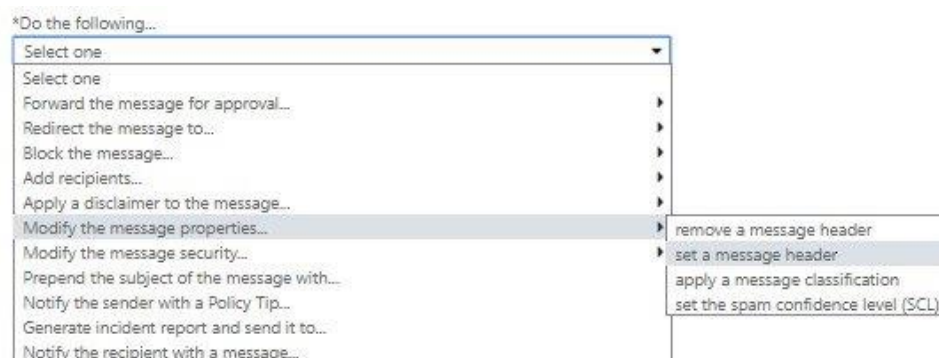 *Do the following...
Select one
Select one
Forward the message for approval...
Redirect the message to...
Block the message...
Add recipients...
Apply a disclaimer to the message...
Modify the message properties...
remove a message header
Modify the message security...
set a message header
Prepend the subject of the message with...
apply a message classification
Notify the sender with a Policy Tip...
set the spam confidence level (SCL)
Generate incident report and send it to...
Notify the recipient with a message...